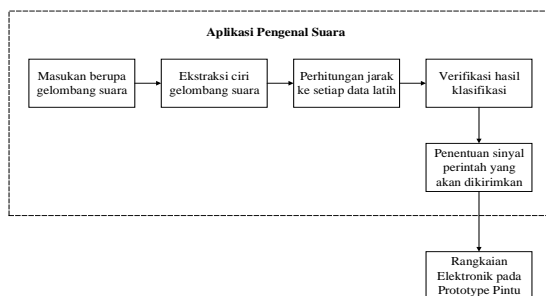 Aplikasi Pengenal Suara
Masukan berupa
gelombang suara
Ekstraksi ciri
gelombang suara
Perhitungan jarak
ke setiap data latih
Verifikasi hasil
klasifikasi
Penentuan sinyal
perintah yang
akan dikirimkan
Rangkaian
Elektronik pada
Prototype Pintu